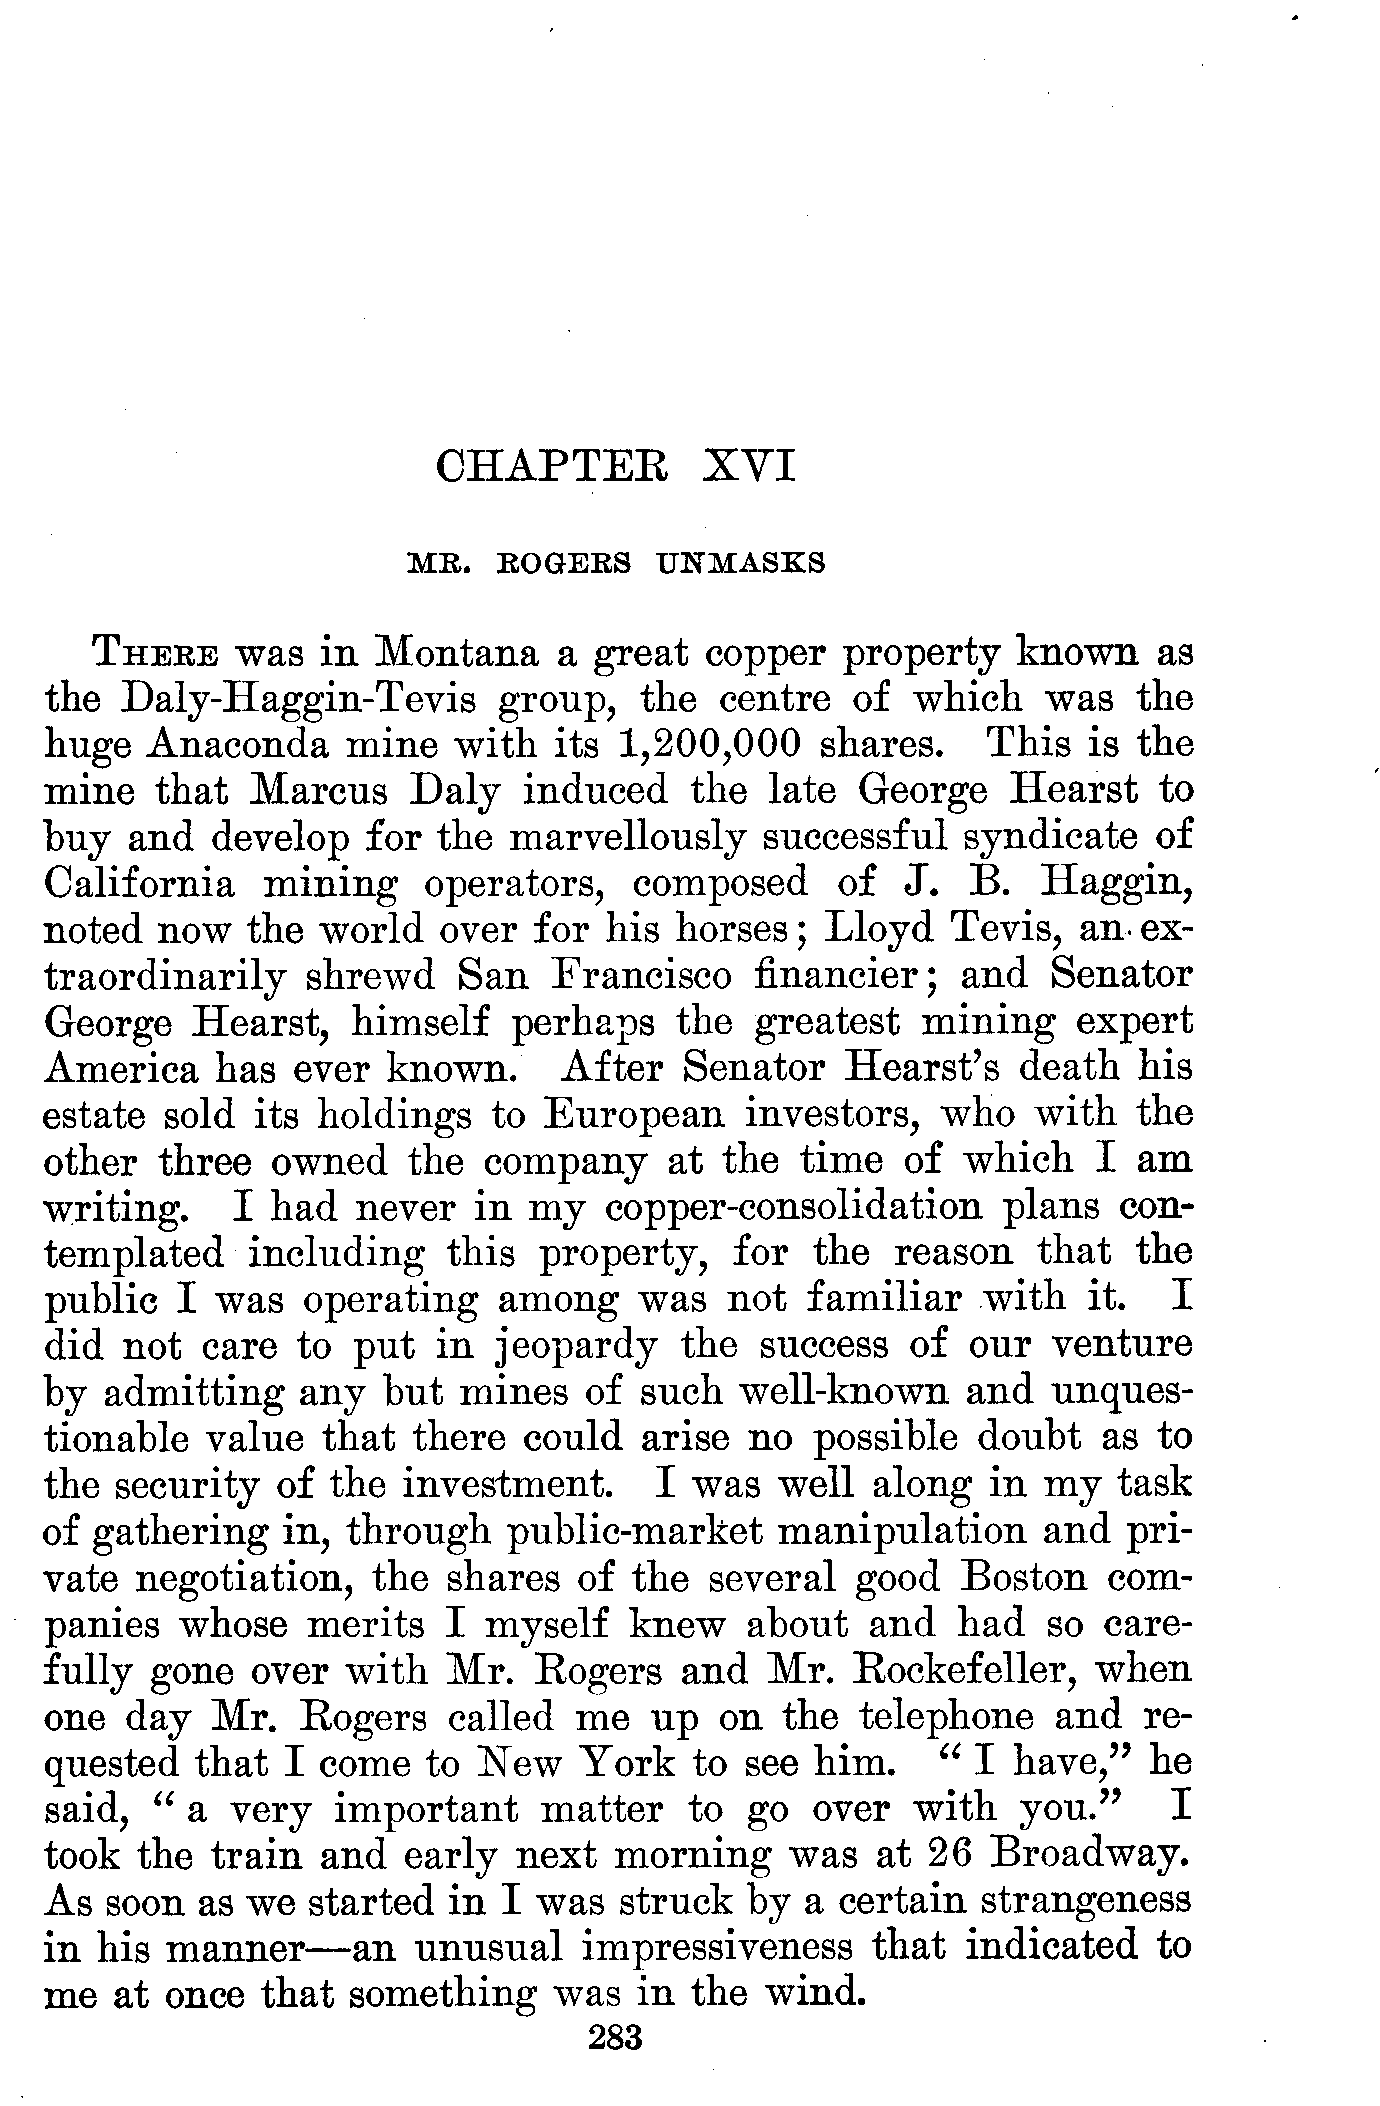 CHAPTER XVI
MR. ROGERS UNMASKS
THERE was in Montana a great copper property known as
the Daly-Haggin-Tevis group, the centre of which was the
huge Anaconda mine with its 1,200,000 shares. This is the
mine that Marcus Daly induced the late George Hearst to
buy and develop for the marvellously successful syndicate of
California mining operators, composed of J. B. Haggin,
noted now the world over for his horses; Lloyd Tevis, an ex-
traordinarily shrewd San Francisco financier; and Senator
George Hearst, himself perhaps the greatest mining expert
America has ever known. After Senator Hearst's death his
estate sold its holdings to European investors, who with the
other three owned the company at the time of which I am
writing. I had never in my copper-consolidation plans con-
templated including this property, for the reason that the
public I was operating among was not familiar with it. I
did not care to put in jeopardy the success of our venture
by admitting any but mines of such well-known and unques-
tionable value that there could arise no possible doubt as to
the security of the investment. I was well along in my task
of gathering in, through public-market manipulation and pri-
vate negotiation, the shares of the several good Boston com-
panies whose merits I myself knew about and had so care-
fully gone over with Mr. Rogers and Mr. Rockefeller, when
one day Mr. Rogers called me up on the telephone and re-
quested that I come to New York to see him. " I have," he
said, " a very important matter to go over with you." I
took the train and early next morning was at 26 Broadway.
As soon as we started in I was struck by a certain strangeness
in his manner—an unusual impressiveness that indicated to
me at once that something was in the wind.
283